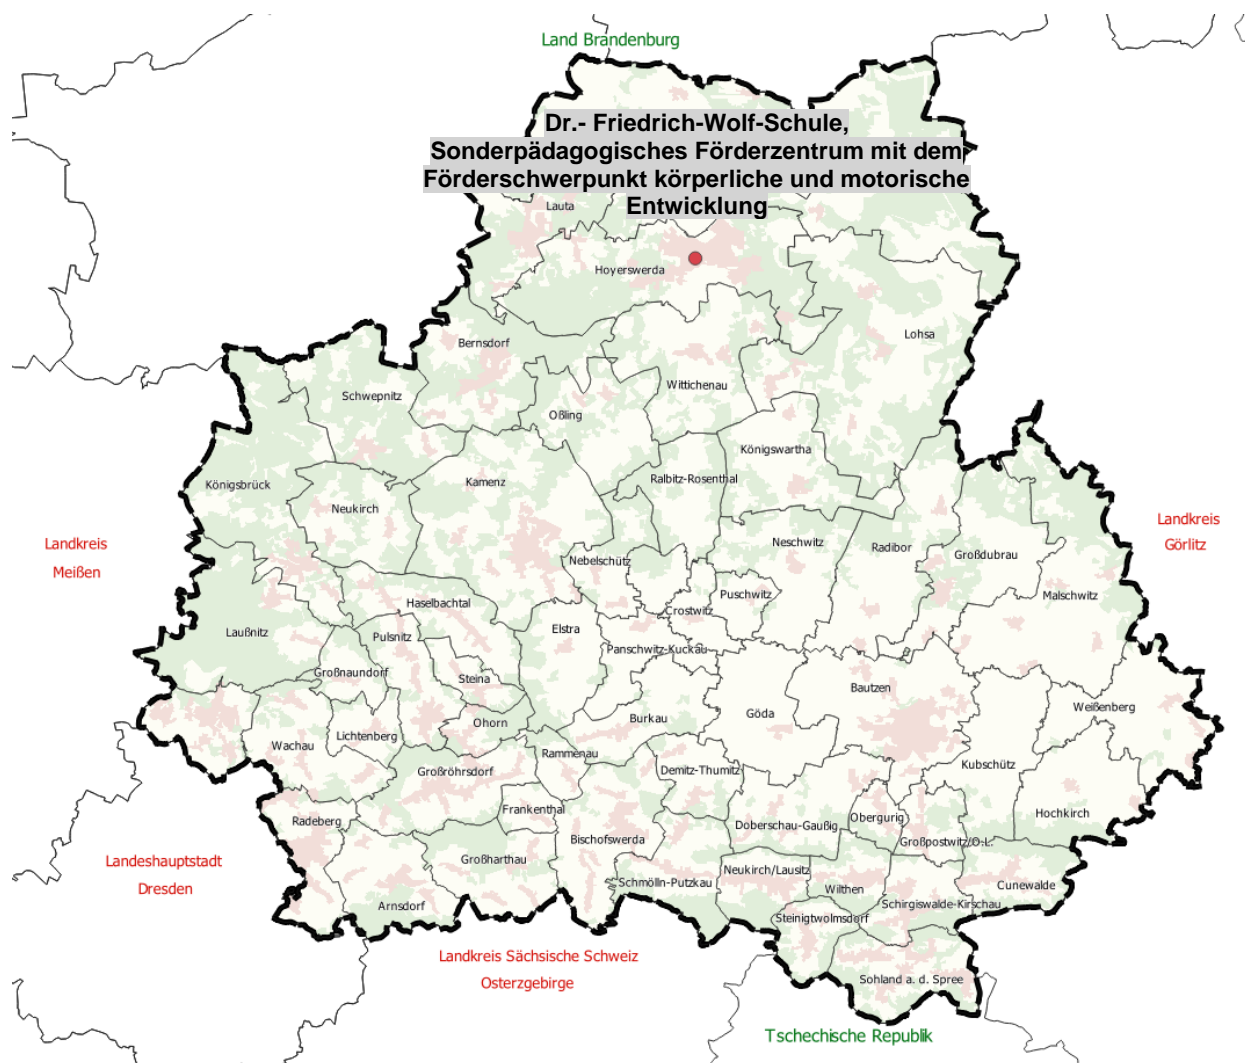 Land Brandenburg
Dr.- Friedrich-Wolf-Schule,
Sonderpädagogisches Förderzentrum mit dem
Förderschwerpunkt körperliche und motorische
Entwicklung
Lauta
Hoyerswerda
Lohsa
Bernsdorf
Wittichenau
Schwepnitz
Oßling
Königswartha
Königsbrück
Kamenz
Ralbitz-Rosenthal
Neukirch
Landkreis
Meißen
Landkreis
Görlitz
Neschwitz
Radibor
Großdubrau
Nebelschütz
Malschwitz
Puschwitz
Haselbachtal
Crostwitz
Laußnitz
Pulsnitz
Elstra
Panschwitz-Kuckau
Großnaundorf
Steina
Bautzen
Weißenberg
Göda
Burkau
Ohorn
Lichtenberg
Wachau
Rammenau
Kubschütz
Großröhrsdorf
Demitz-Thumitz
Frankenthal
Hochkirch
Radeberg
Obergurig
Doberschau-Gaußig
Bischofswerda
Großpostwitz/O.L.
Großharthau
Landeshauptstadt
Dresden
Neukirch/Lausitz
Schmölln-Putzkau
Wilthen
Cunewalde
Arnsdorf
Schirgiswalde-Kirschau
Steinigtwolmsdorf
Landkreis Sächsische Schweiz
Osterzgebirge
Sohland a. d. Spree
Tschechische Republik